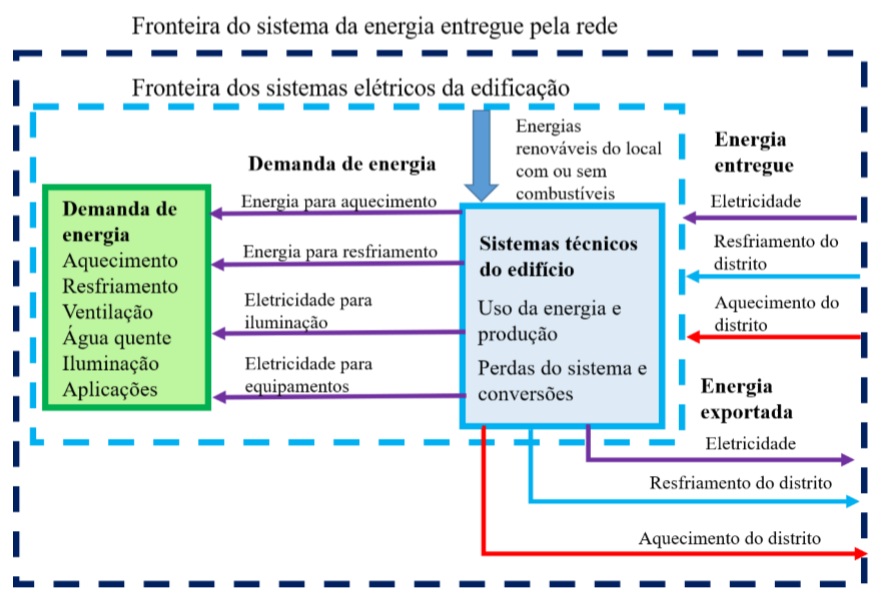 Fronteira do sistema da energia entregue pela rede
Fronteira dos sistemas elétricos da edificação
Energias
renováveis do local
com ou sem
combustíveis
Demanda de energia
Energia
entregue
Demanda de
energia
Aquecimento
Resfriamento
Ventilação
Água quente
Iluminação
Aplicações
Energia para aquecimento
Energia para resfriamento
Eletricidade para
iluminação
Eletricidade para
equipamentos
Sistemas técnicos
do edifício
Uso da energia e
produção
Perdas do sistema e
conversões
Eletricidade
Resfriamento do
distrito
Aquecimento do
distrito
Energia
exportada
Eletricidade
Resfriamento do distrito
Aquecimento do distrito